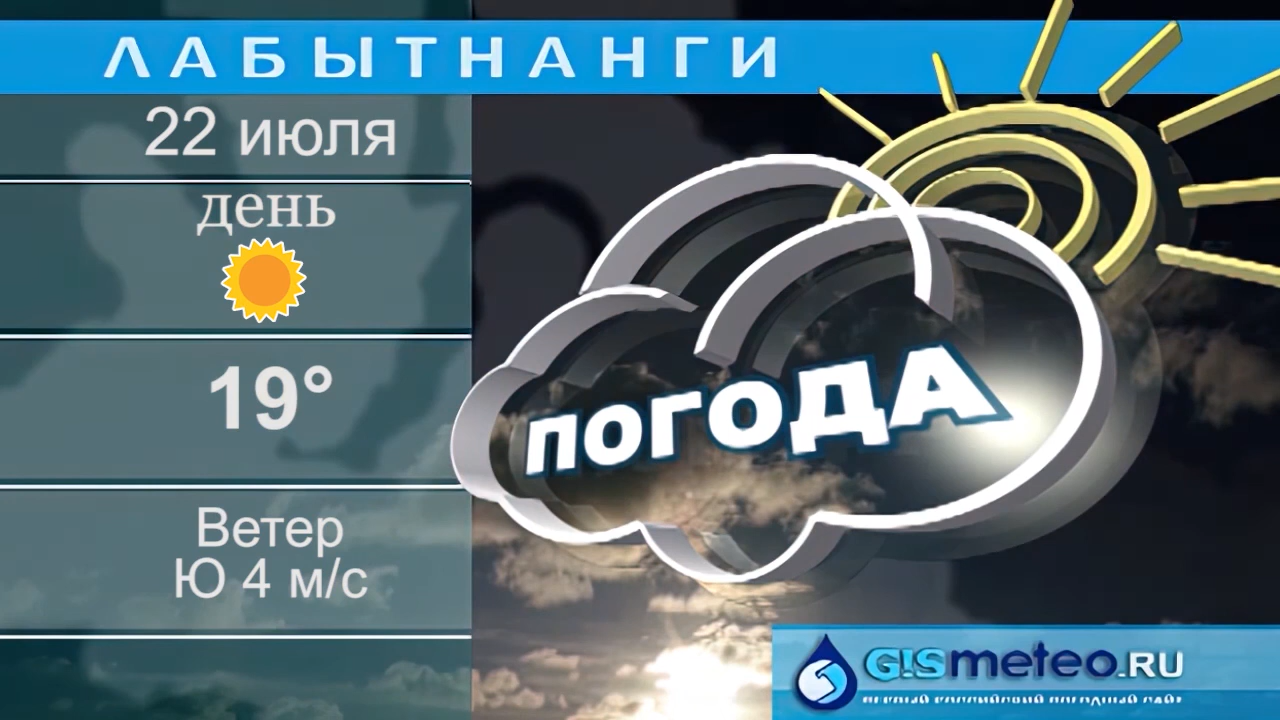 ЛАБЫТНАНГИ
22 июля
день
19°
Ветер
Ю 4 м/с
ПОГОДА
GISmeteo.RU